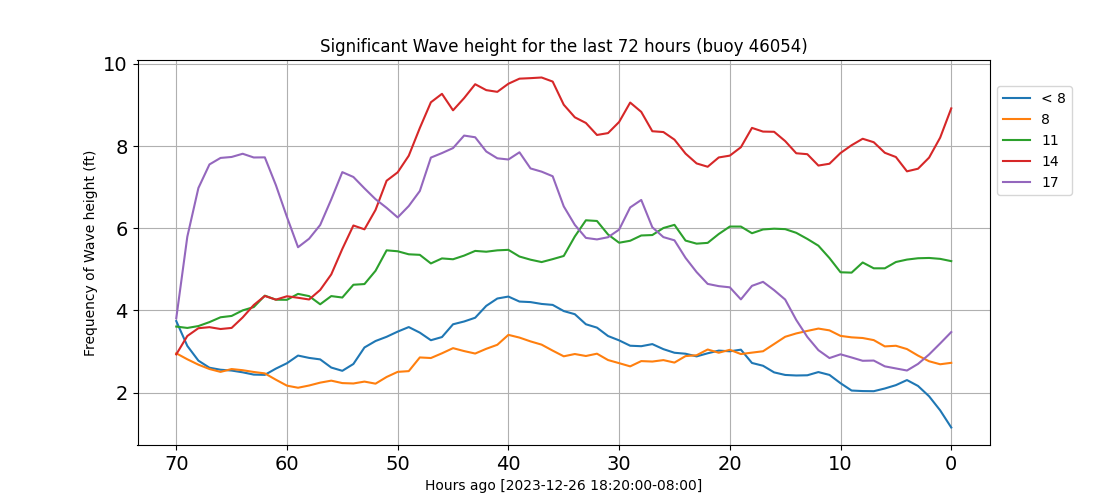 Significant Wave height for the last 72 hours (buoy 46054)
Frequency of Wave height (ft)
10
8
6
4
2
70 60 50 40 30 20 10 0
Hours ago [2023-12-26 18:20:00-08:00]
< 8
8
11
14
17